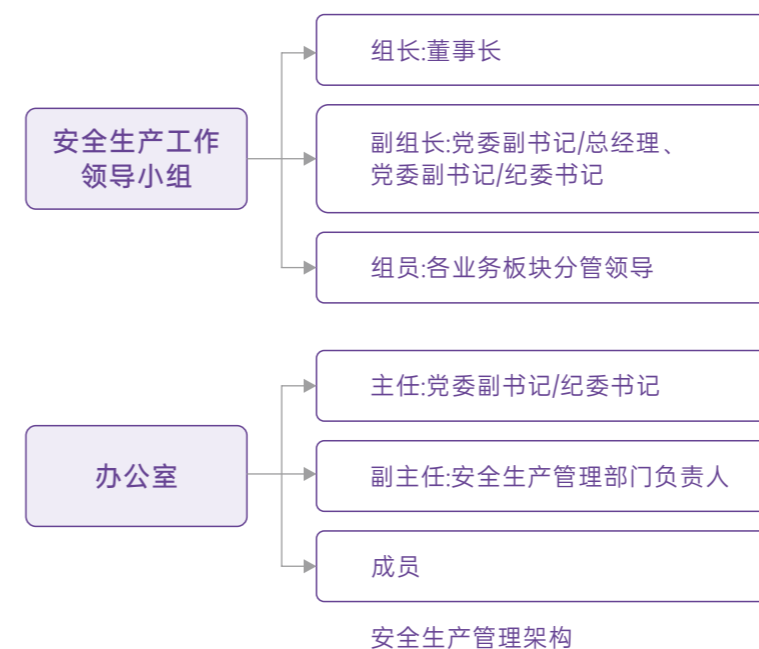 安全生产工作
领导小组
组长:董事长
副组长:党委副书记/总经理、
党委副书记/纪委书记
组员:各业务板块分管领导
办公室
主任:党委副书记/纪委书记
副主任:安全生产管理部门负责人
成员
安全生产管理架构